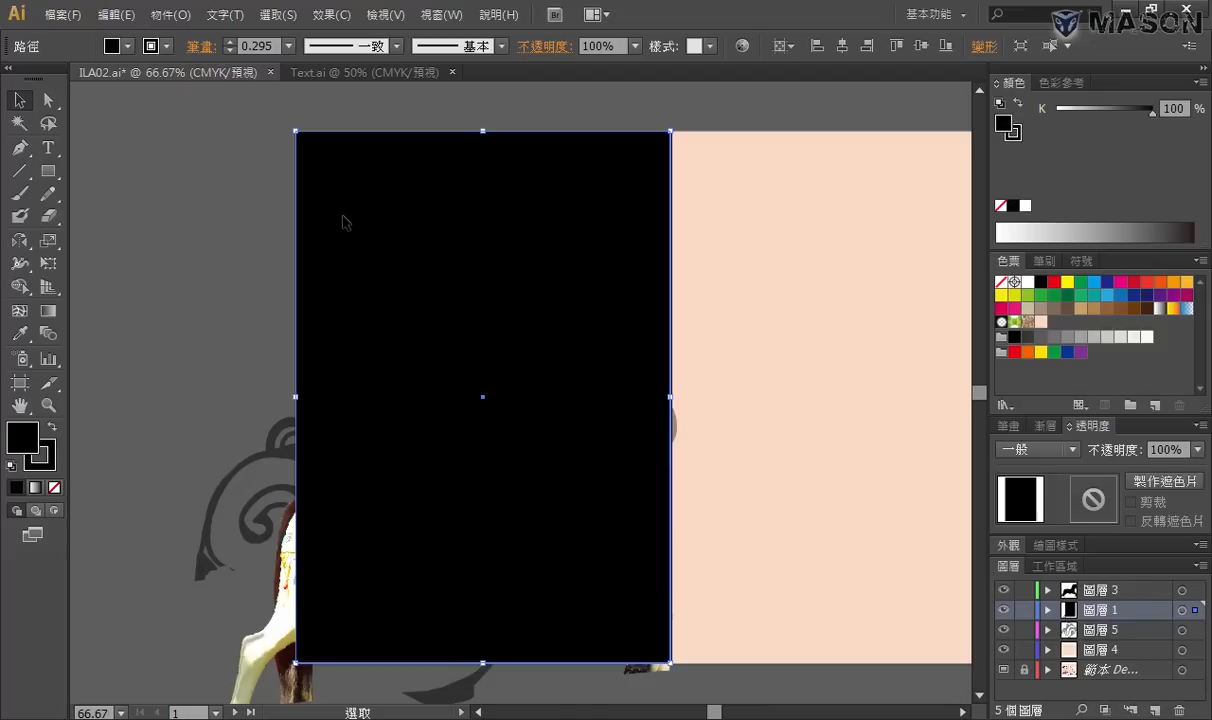 Ai 檔案(F) 編輯(E) 物件(O) 文字(T) 選取(S) 效果(C) 檢視(V) 視窗(W) 說明(H) Br 基本功能
MASON
路徑 筆畫: 0.295 一致 基本 不透明度: 100% 樣式: 變形
ILA02.ai* @ 66.67% (CMYK/預視) × Text.ai @ 50% (CMYK/預視) ×
顏色 色彩參考
K 100 %
色票 筆刷 符號
筆畫 漸層 透明度
一般 不透明度: 100%
製作遮色片
剪裁
反轉遮色片
外觀 繪圖樣式
圖層 工作區域
圖層 3
圖層 1
圖層 5
圖層 4
範本 De...
5 個圖層
66.67 1 選取